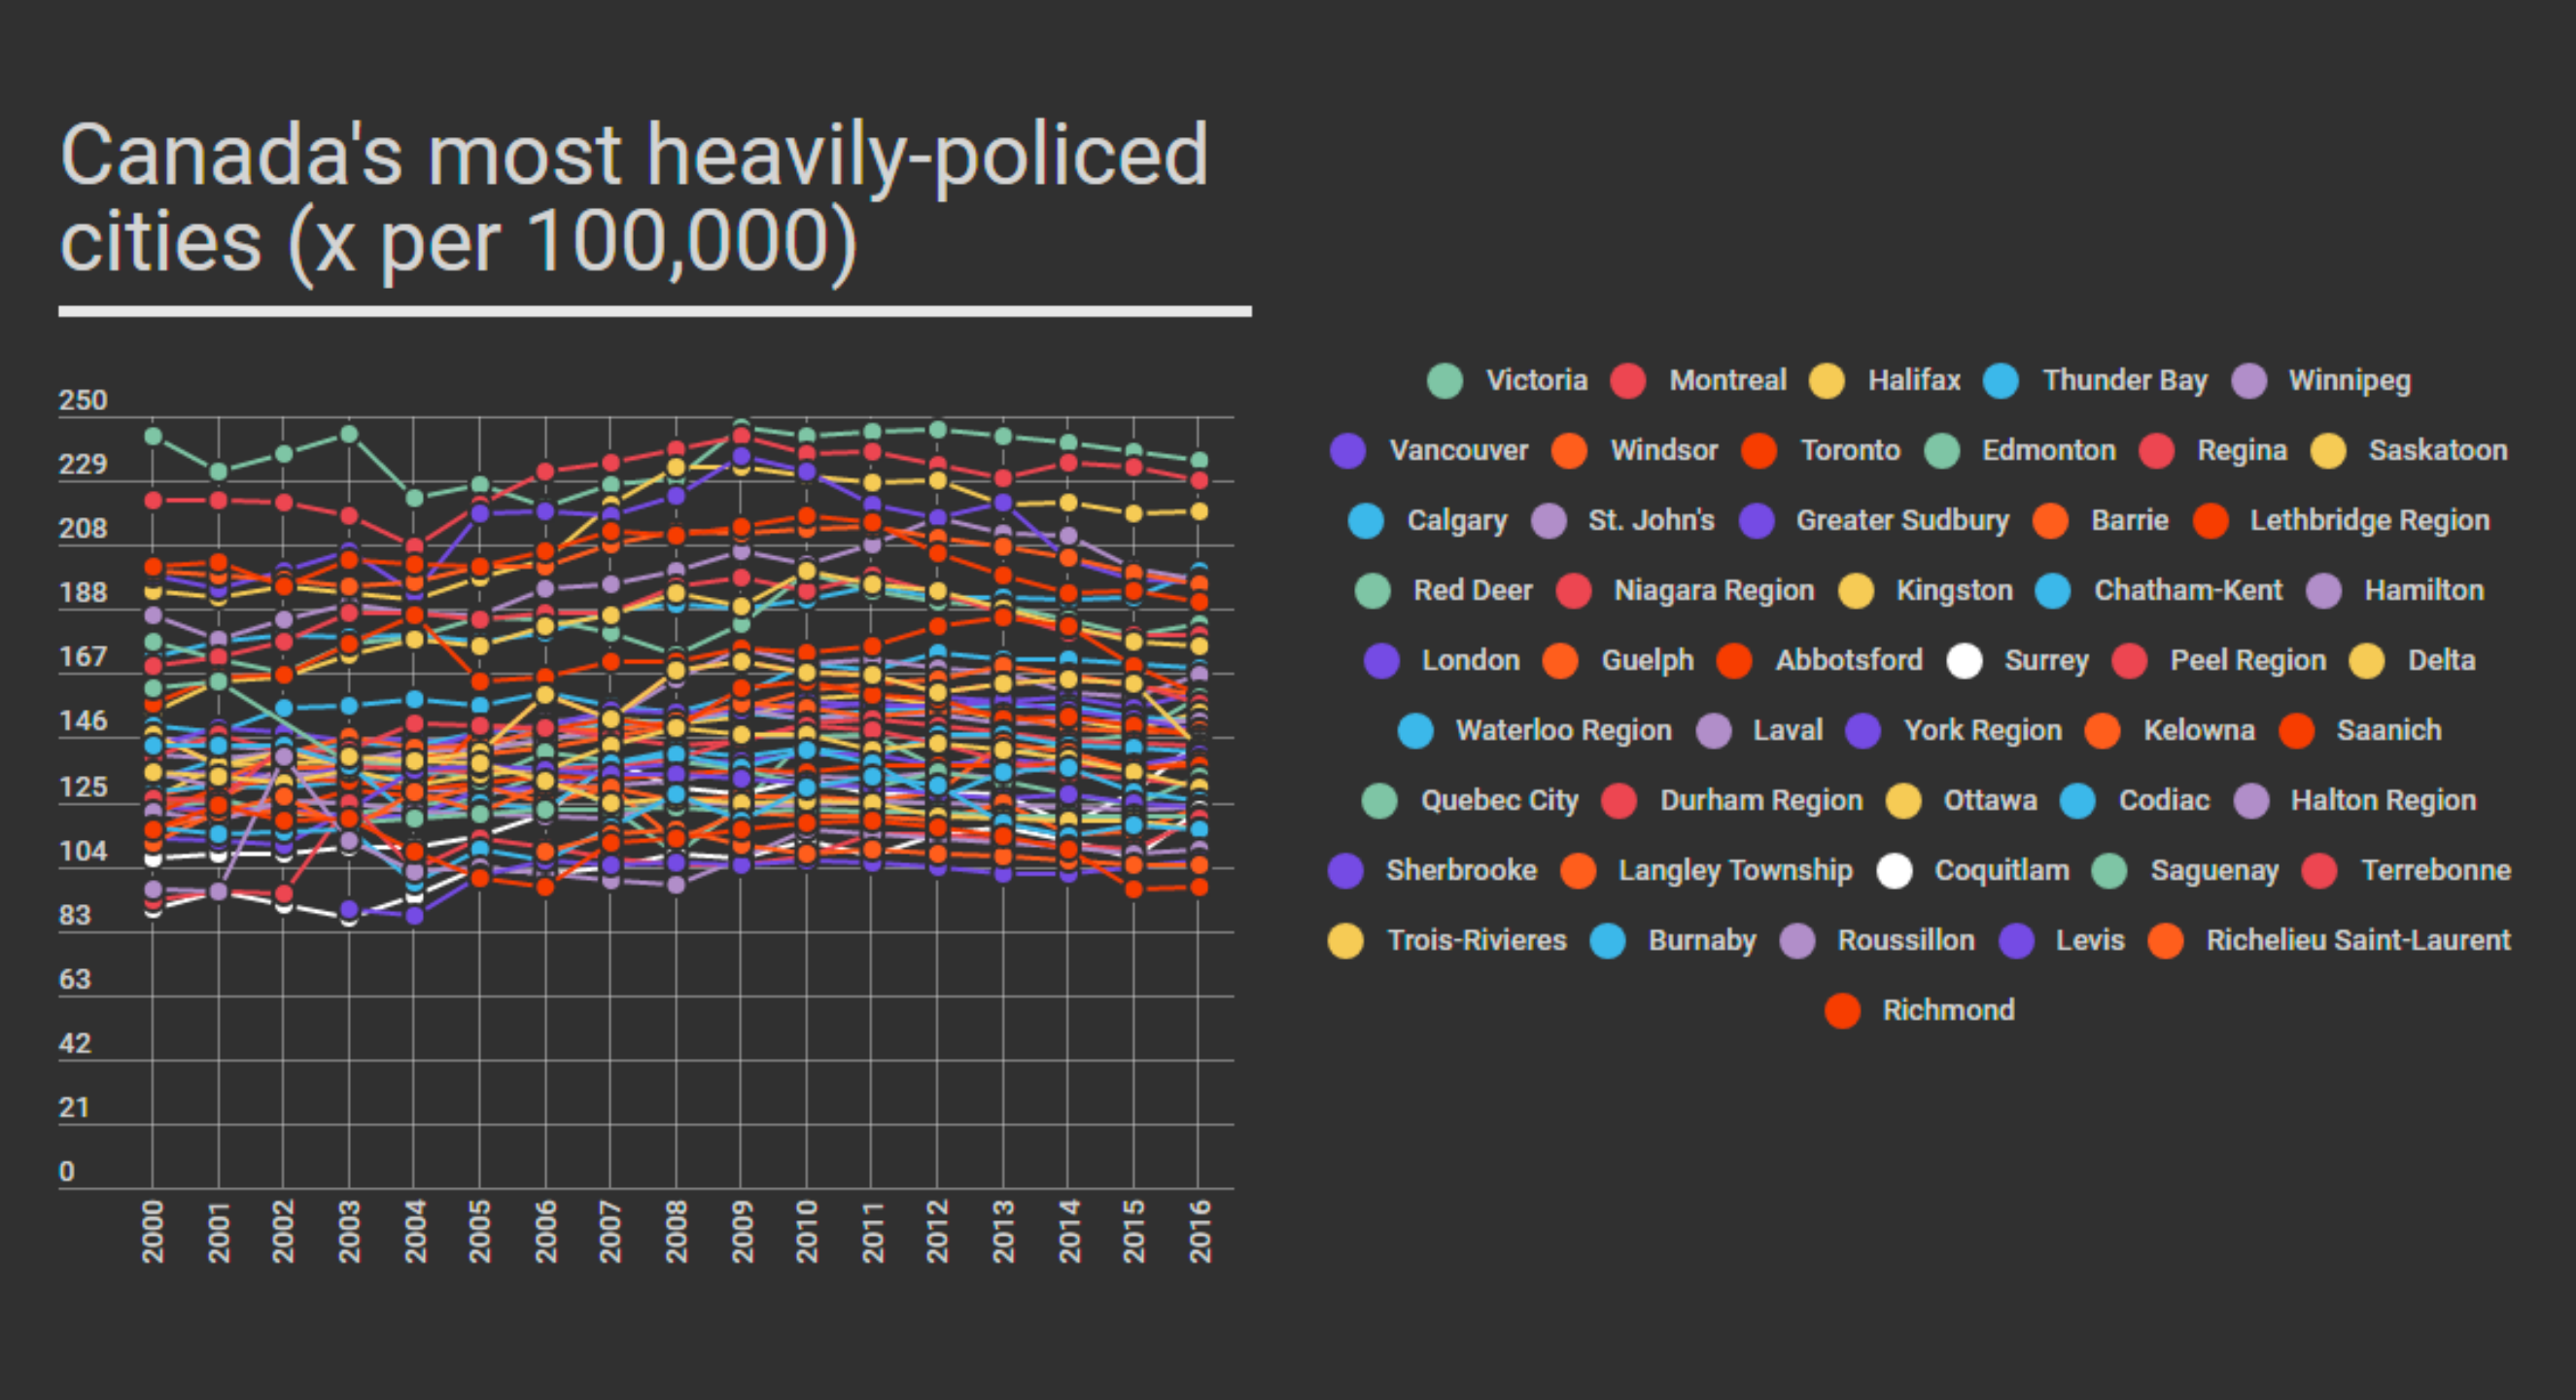 Canada's most heavily-policed
cities (x per 100,000)
250
229
208
188
167
146
125
104
83
63
42
21
0
2000 2001 2002 2003 2004 2005 2006 2007 2008 2009 2010 2011 2012 2013 2014 2015 2016
Victoria Montreal Halifax Thunder Bay Winnipeg
Vancouver Windsor Toronto Edmonton Regina Saskatoon
Calgary St. John's Greater Sudbury Barrie Lethbridge Region
Red Deer Niagara Region Kingston Chatham-Kent Hamilton
London Guelph Abbotsford Surrey Peel Region Delta
Waterloo Region Laval York Region Kelowna Saanich
Quebec City Durham Region Ottawa Codiac Halton Region
Sherbrooke Langley Township Coquitlam Saguenay Terrebonne
Trois-Rivieres Burnaby Roussillon Levis Richelieu Saint-Laurent
Richmond